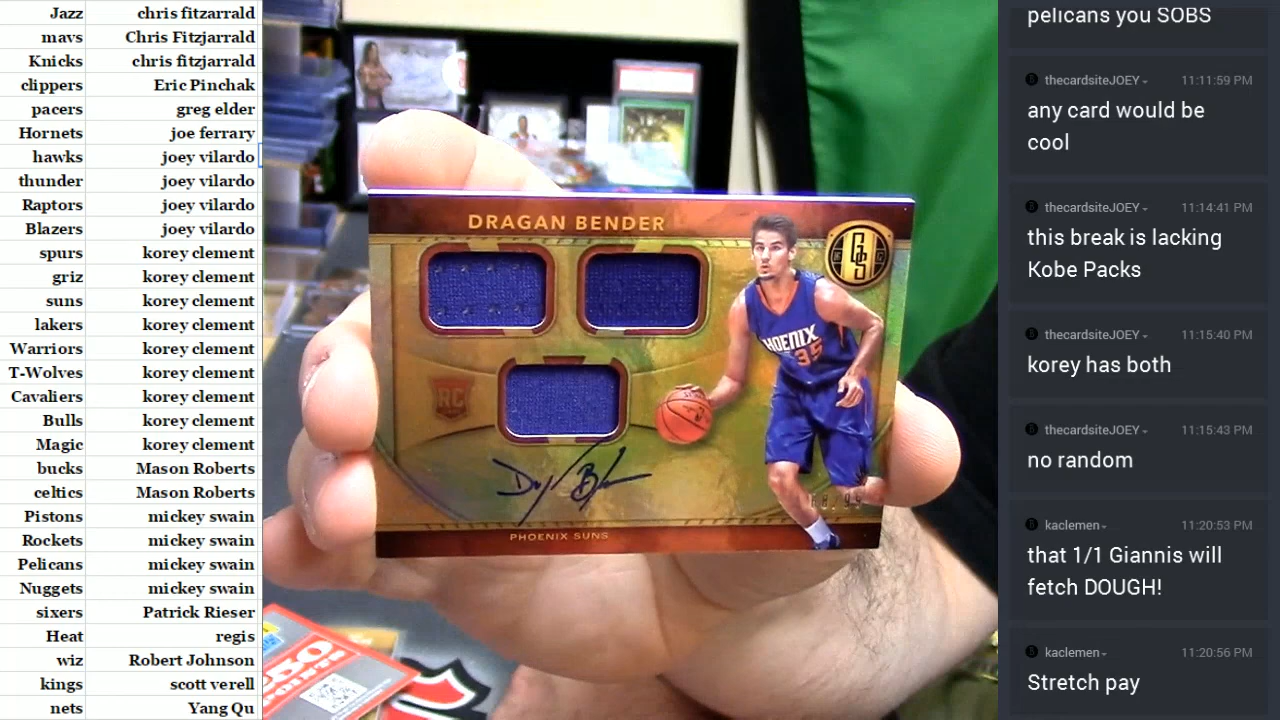 Jazz chris fitzarrald
mavs Chris Fitzjarrald
Knicks chris fitzjarrald
clippers Eric Pinchak
pacers greg elder
Hornets joe ferrary
hawks joey vilardo
thunder joey vilardo
Raptors joey vilardo
Blazers joey vilardo
spurs korey clement
griz korey clement
suns korey clement
lakers korey clement
Warriors korey clement
T-Wolves korey clement
Cavaliers korey clement
Bulls korey clement
Magic korey clement
bucks Mason Roberts
celtics Mason Roberts
Pistons mickey swain
Rockets mickey swain
Pelicans mickey swain
Nuggets mickey swain
sixers Patrick Rieser
Heat regis
wiz Robert Johnson
kings scott verell
nets Yang Qu
DRAGAN BENDER
GS
RC
PHOENIX
35
PHOENIX SUNS
pelicans you SOBS
thecardsiteJOEY 11:11:59 PM
any card would be
cool
thecardsiteJOEY 11:14:41 PM
this break is lacking
Kobe Packs
thecardsiteJOEY 11:15:40 PM
korey has both
thecardsiteJOEY 11:15:43 PM
no random
kaclemen 11:20:53 PM
that 1/1 Giannis will
fetch DOUGH!
kaclemen 11:20:56 PM
Stretch pay